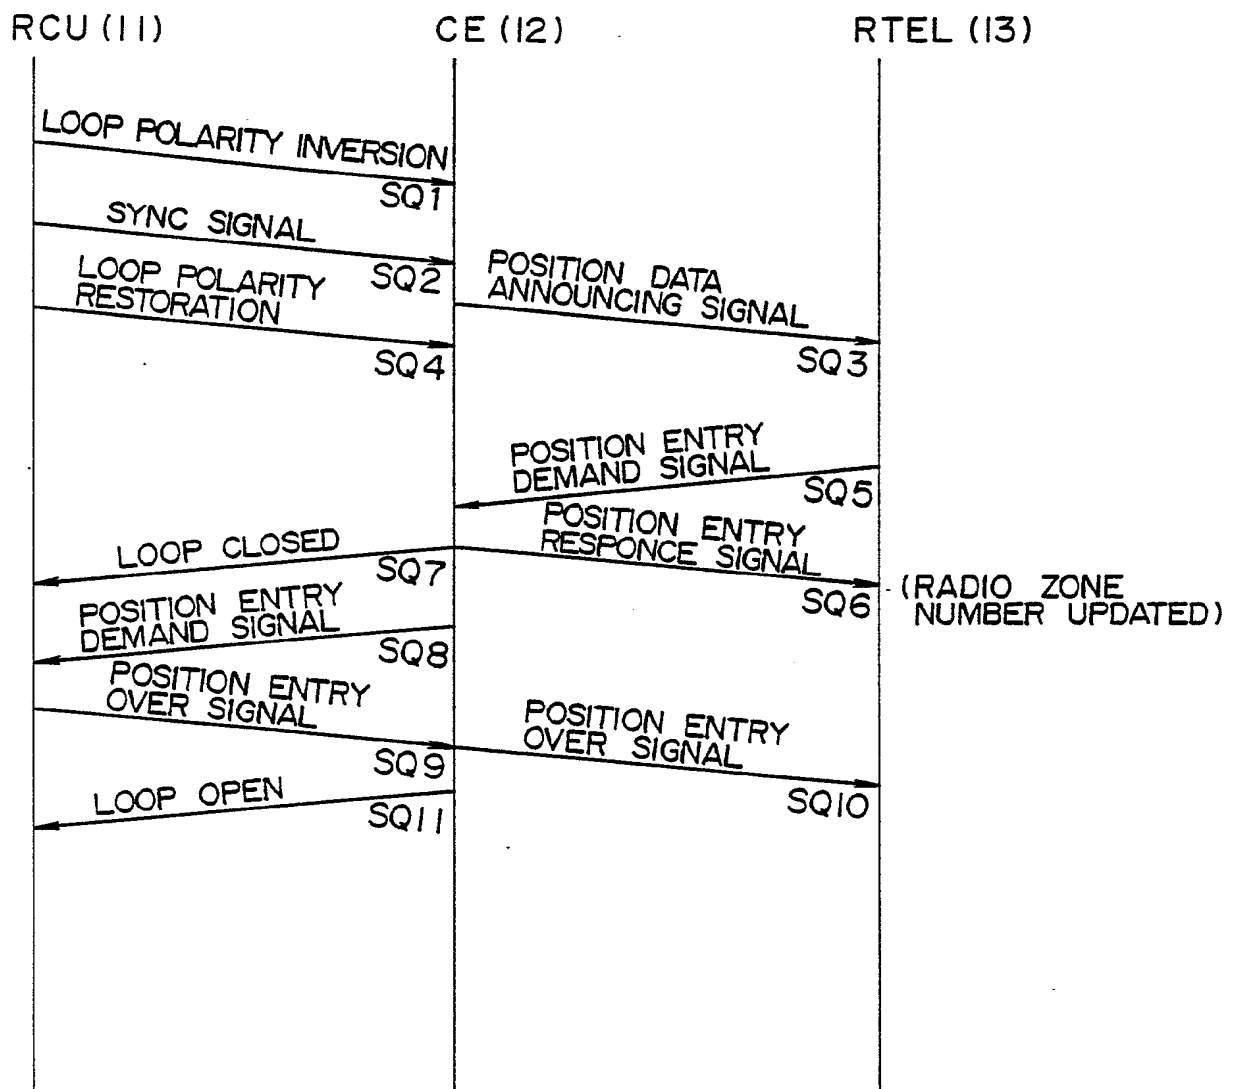 RCU (11)
CE (12)
RTEL (13)
LOOP POLARITY INVERSION
SQ1
SYNC SIGNAL
SQ2
POSITION DATA
ANNOUNCING SIGNAL
SQ3
LOOP POLARITY
RESTORATION
SQ4
POSITION ENTRY
DEMAND SIGNAL
SQ5
POSITION ENTRY
RESPONCE SIGNAL
SQ6
(RADIO ZONE
NUMBER UPDATED)
LOOP CLOSED
SQ7
POSITION ENTRY
DEMAND SIGNAL
SQ8
POSITION ENTRY
OVER SIGNAL
SQ9
POSITION ENTRY
OVER SIGNAL
SQ10
LOOP OPEN
SQ11